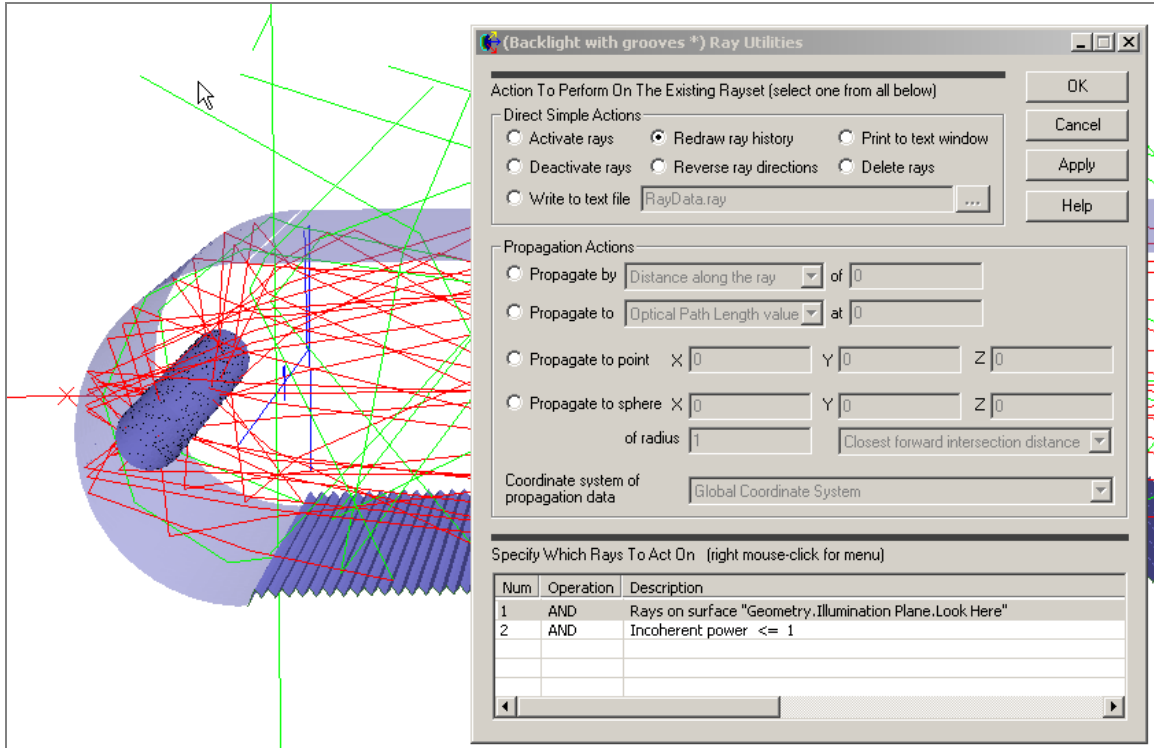 (Backlight with grooves *) Ray Utilities
Action To Perform On The Existing Rayset (select one from all below)
OK
Direct Simple Actions
Cancel
Activate rays Redraw ray history Print to text window
Deactivate rays Reverse ray directions Delete rays
Apply
Write to text file RayData.ray ...
Help
Propagation Actions
Propagate by Distance along the ray of 0
Propagate to Optical Path Length value at 0
Propagate to point X 0 Y 0 Z 0
Propagate to sphere X 0 Y 0 Z 0
of radius 1 Closest forward intersection distance
Coordinate system of
propagation data Global Coordinate System
Specify Which Rays To Act On (right mouse-click for menu)
Num Operation Description
1 AND Rays on surface "Geometry.Illumination Plane.Look Here"
2 AND Incoherent power <= 1